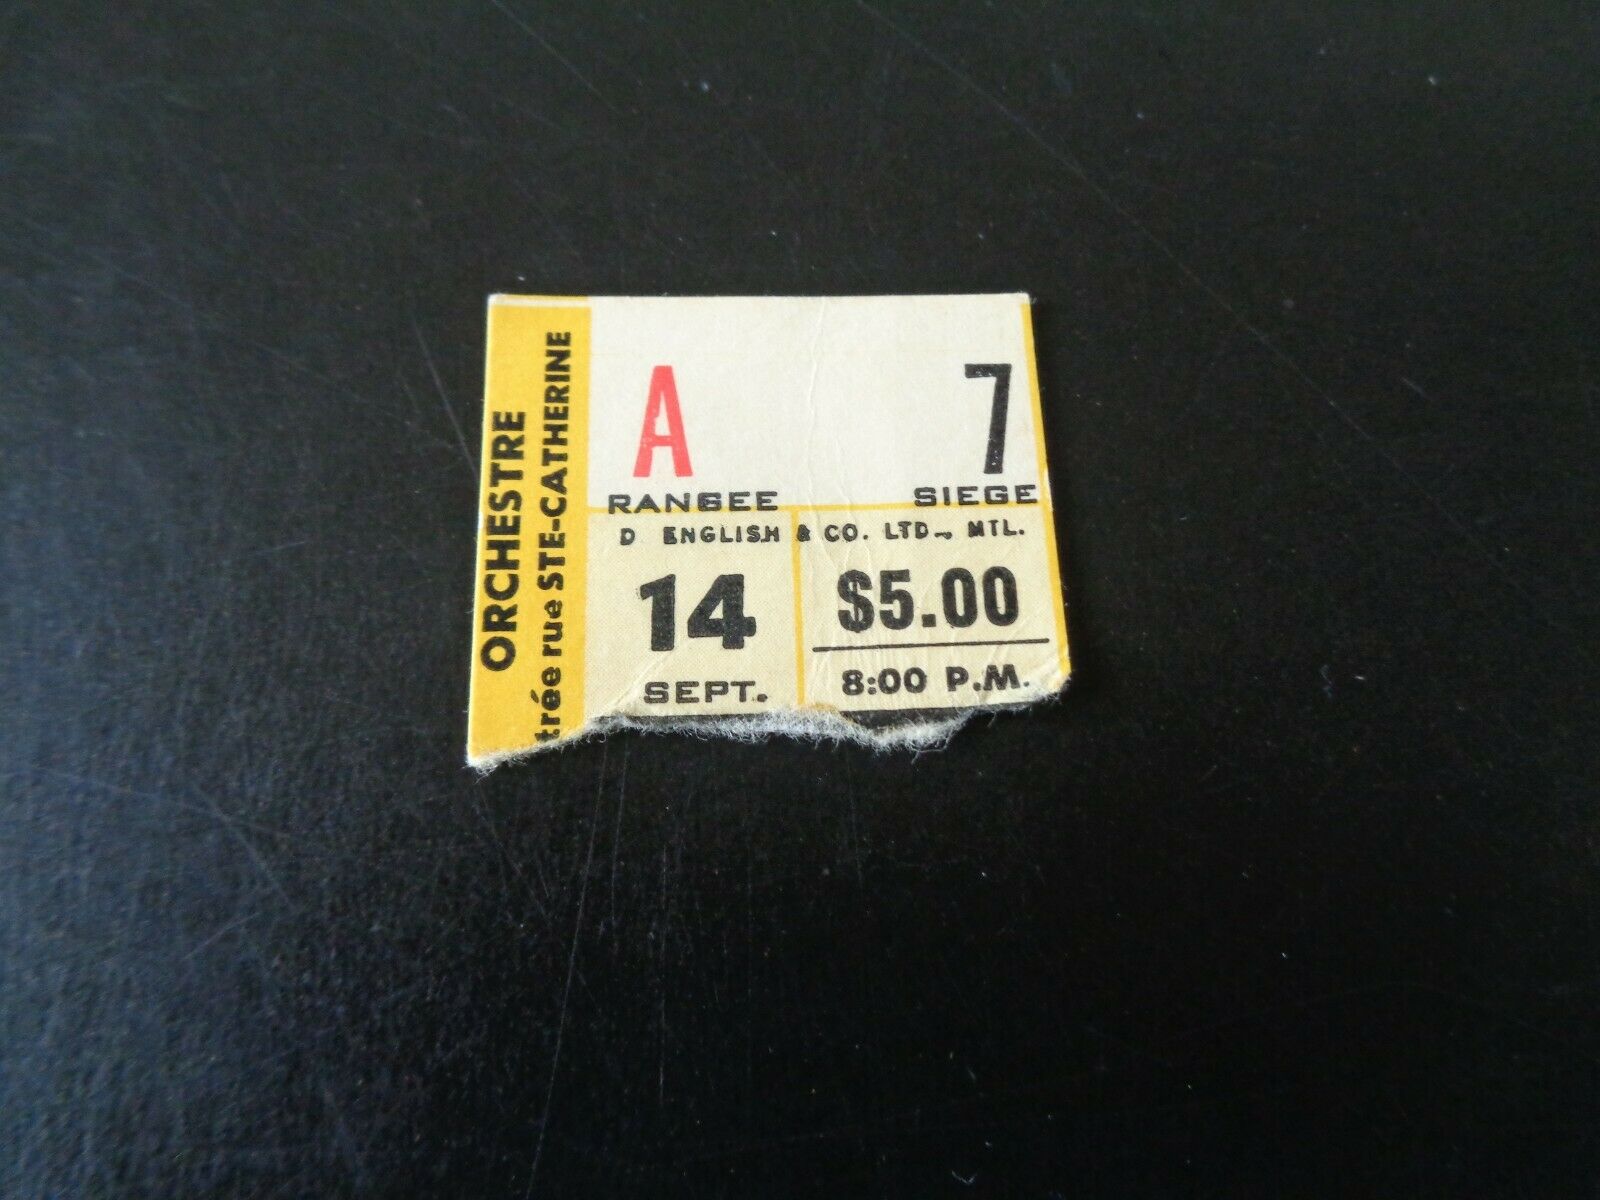 ORCHESTRE
trée rue STE-CATHERINE
A 7
RANGEE SIEGE
D ENGLISH & CO. LTD., MTL.
14 $5.00
SEPT. 8:00 P.M.